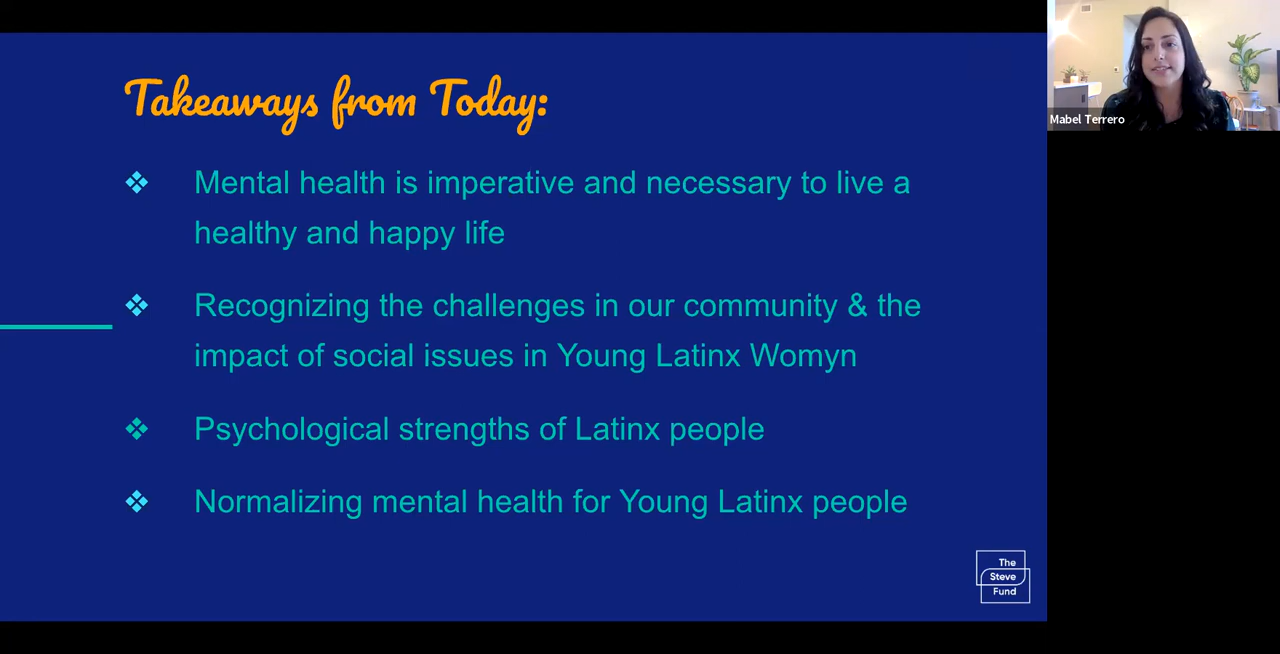 Takeaways from Today:
Mental health is imperative and necessary to live a
healthy and happy life
Recognizing the challenges in our community & the
impact of social issues in Young Latinx Womyn
Psychological strengths of Latinx people
Normalizing mental health for Young Latinx people
The
Steve
Fund
Mabel Terrero